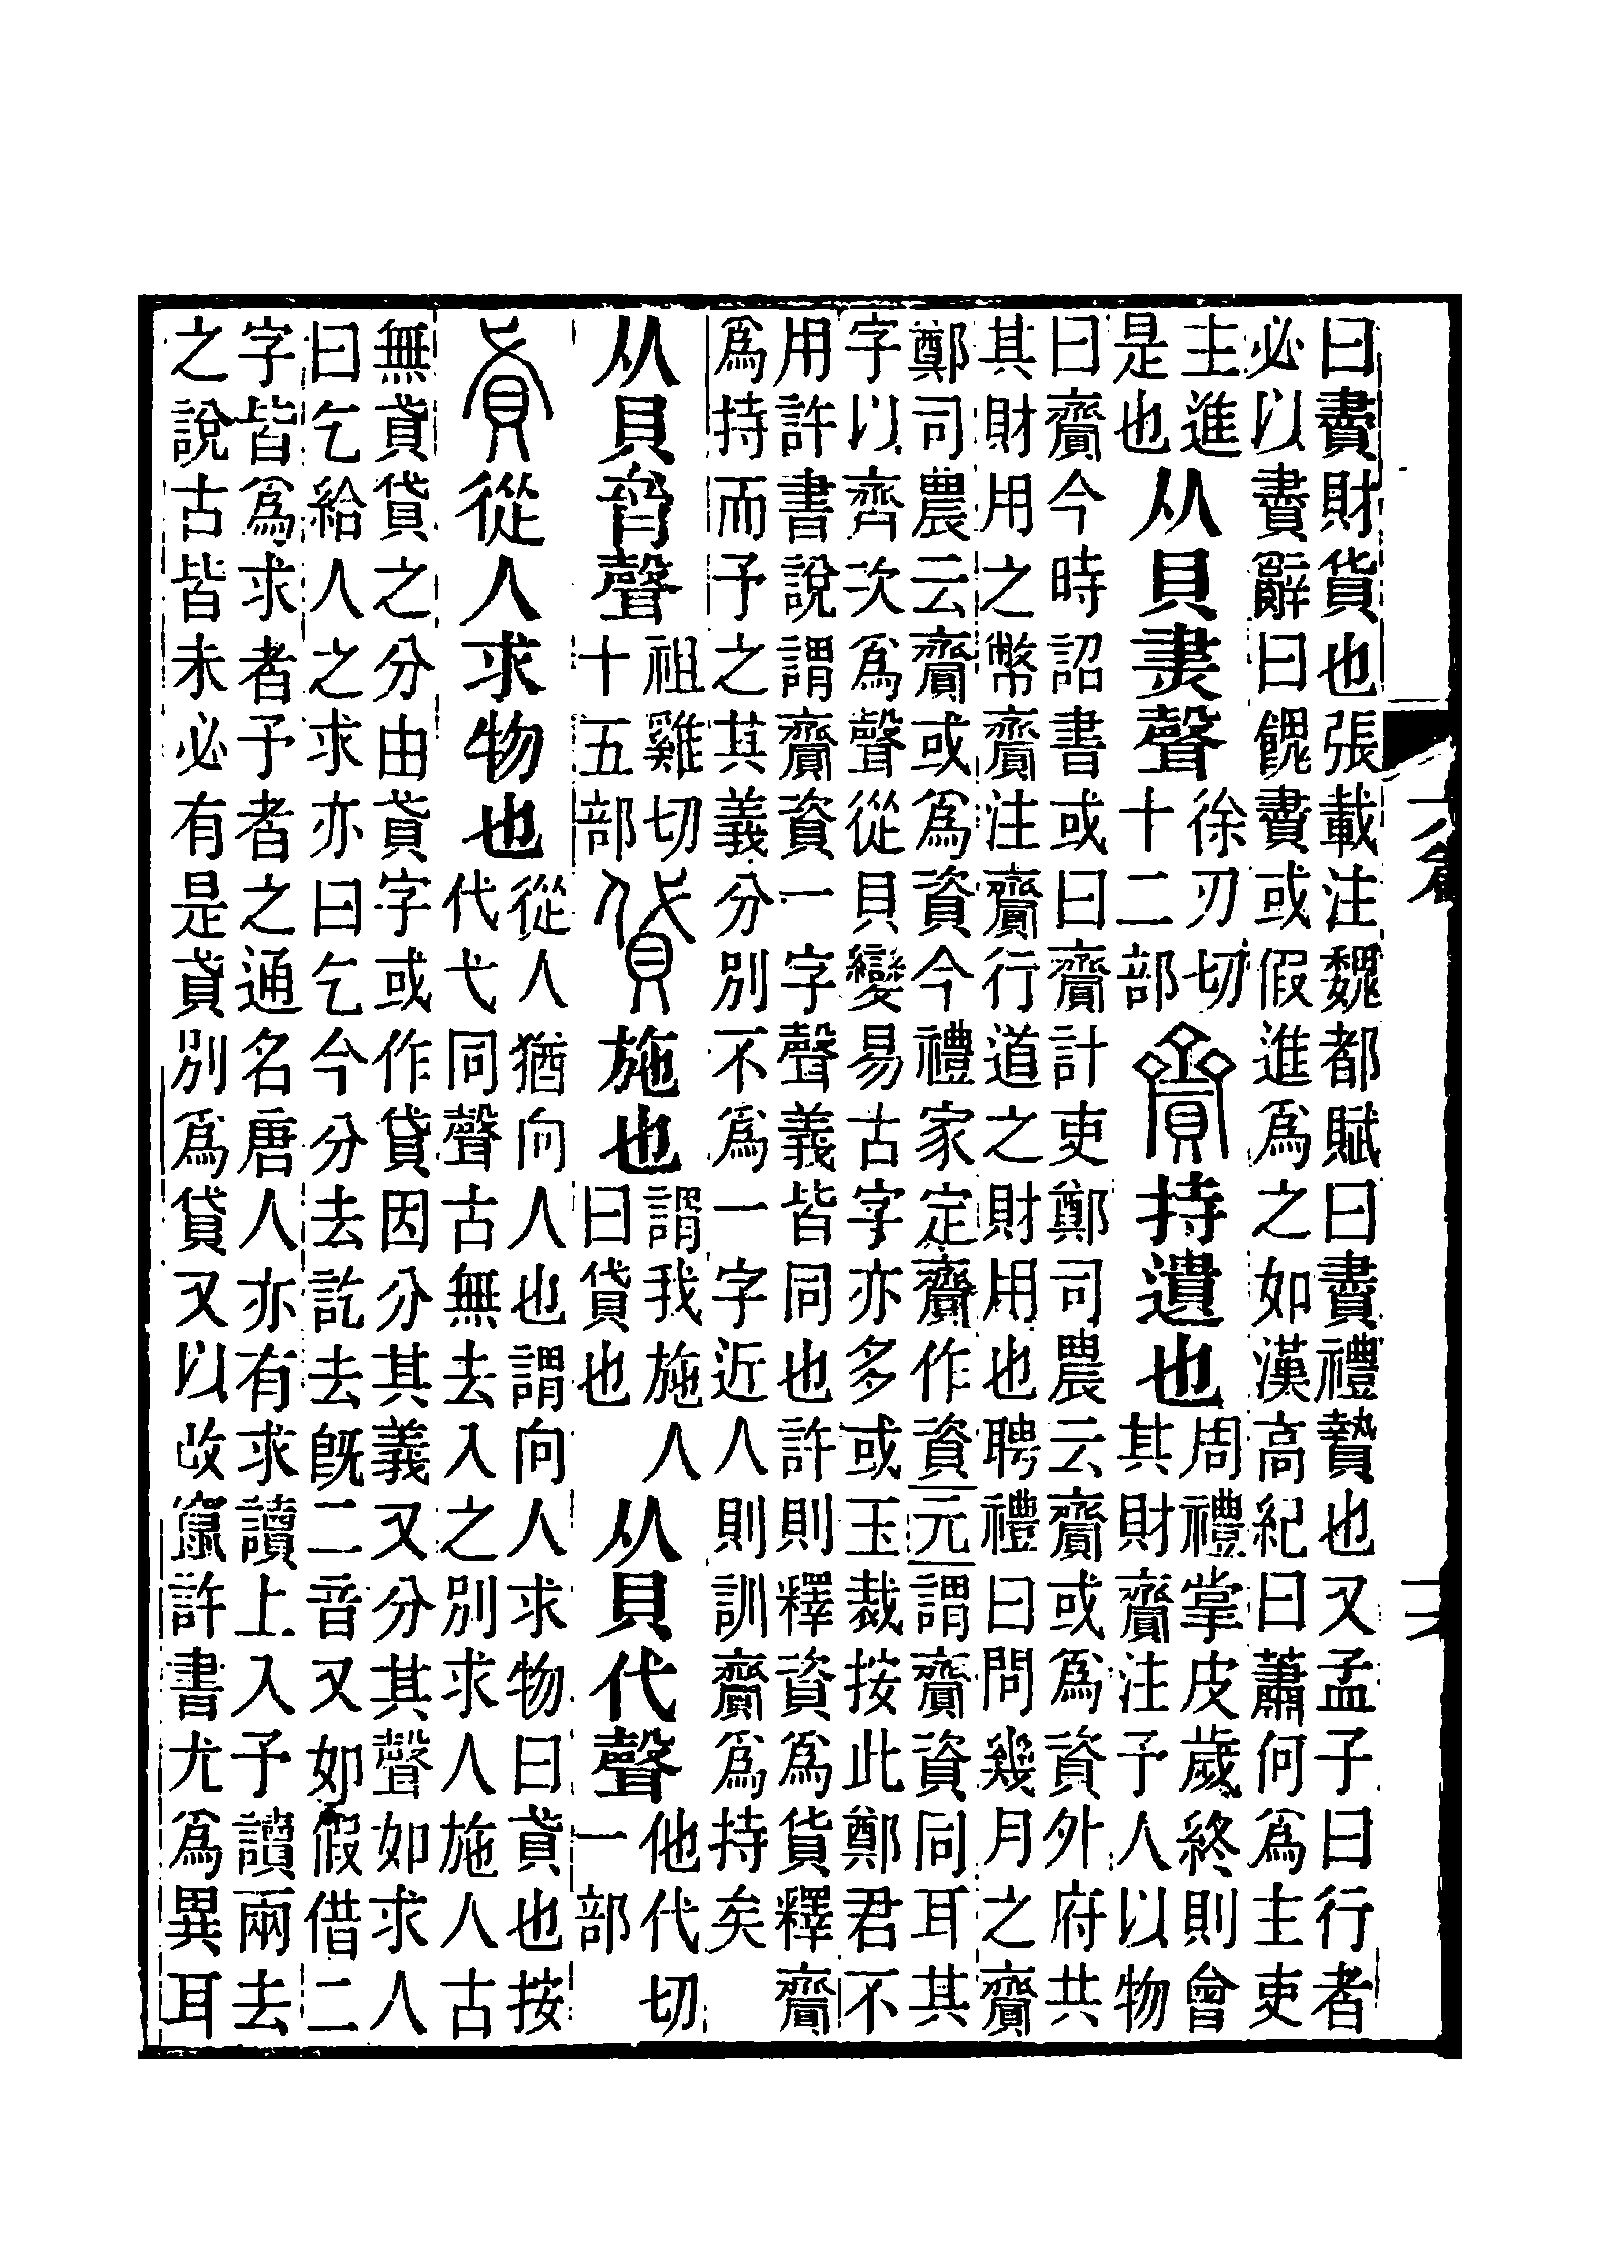 曰賮財貨也張載注魏都賦曰賮禮贄也又孟子曰行者
必以賮辭曰餽賮或假進爲之如漢高紀曰蕭何爲主吏
主進
是也
从貝㶳聲
徐刃切
十二部
齎持遺也
周禮掌皮歲終則會
其財齎注予人以物
曰齎今時詔書或曰齎計吏鄭司農云齎或爲資外府共
其財用之幣齎注齎行道之財用也聘禮曰問幾月之齎
鄭司農云齎或爲資今禮家定齎作資元謂齎資同耳其
字以齊次爲聲從貝變易古字亦多或玉裁按此鄭君不
用許書說謂齎資一字聲義皆同也許則釋資爲貨釋齎
爲持而予之其義分別不爲一字近人則訓齎爲持矣
从貝齊聲
祖雞切
十五部
貸施也
謂我施人
曰貸也
从貝代聲
他代切
一部
貣從人求物也
從人猶向人也謂向人求物曰貣也按
代弋同聲古無去入之別求人施人古
無貣貸之分由貣字或作貸因分其義又分其聲如求人
曰乞給人之求亦曰乞今分去訖去旣二音又如假借二
字皆爲求者予者之通名唐人亦有求讀上入予讀兩去
之說古皆未必有是貣別爲貸又以改竄許書尤爲異耳